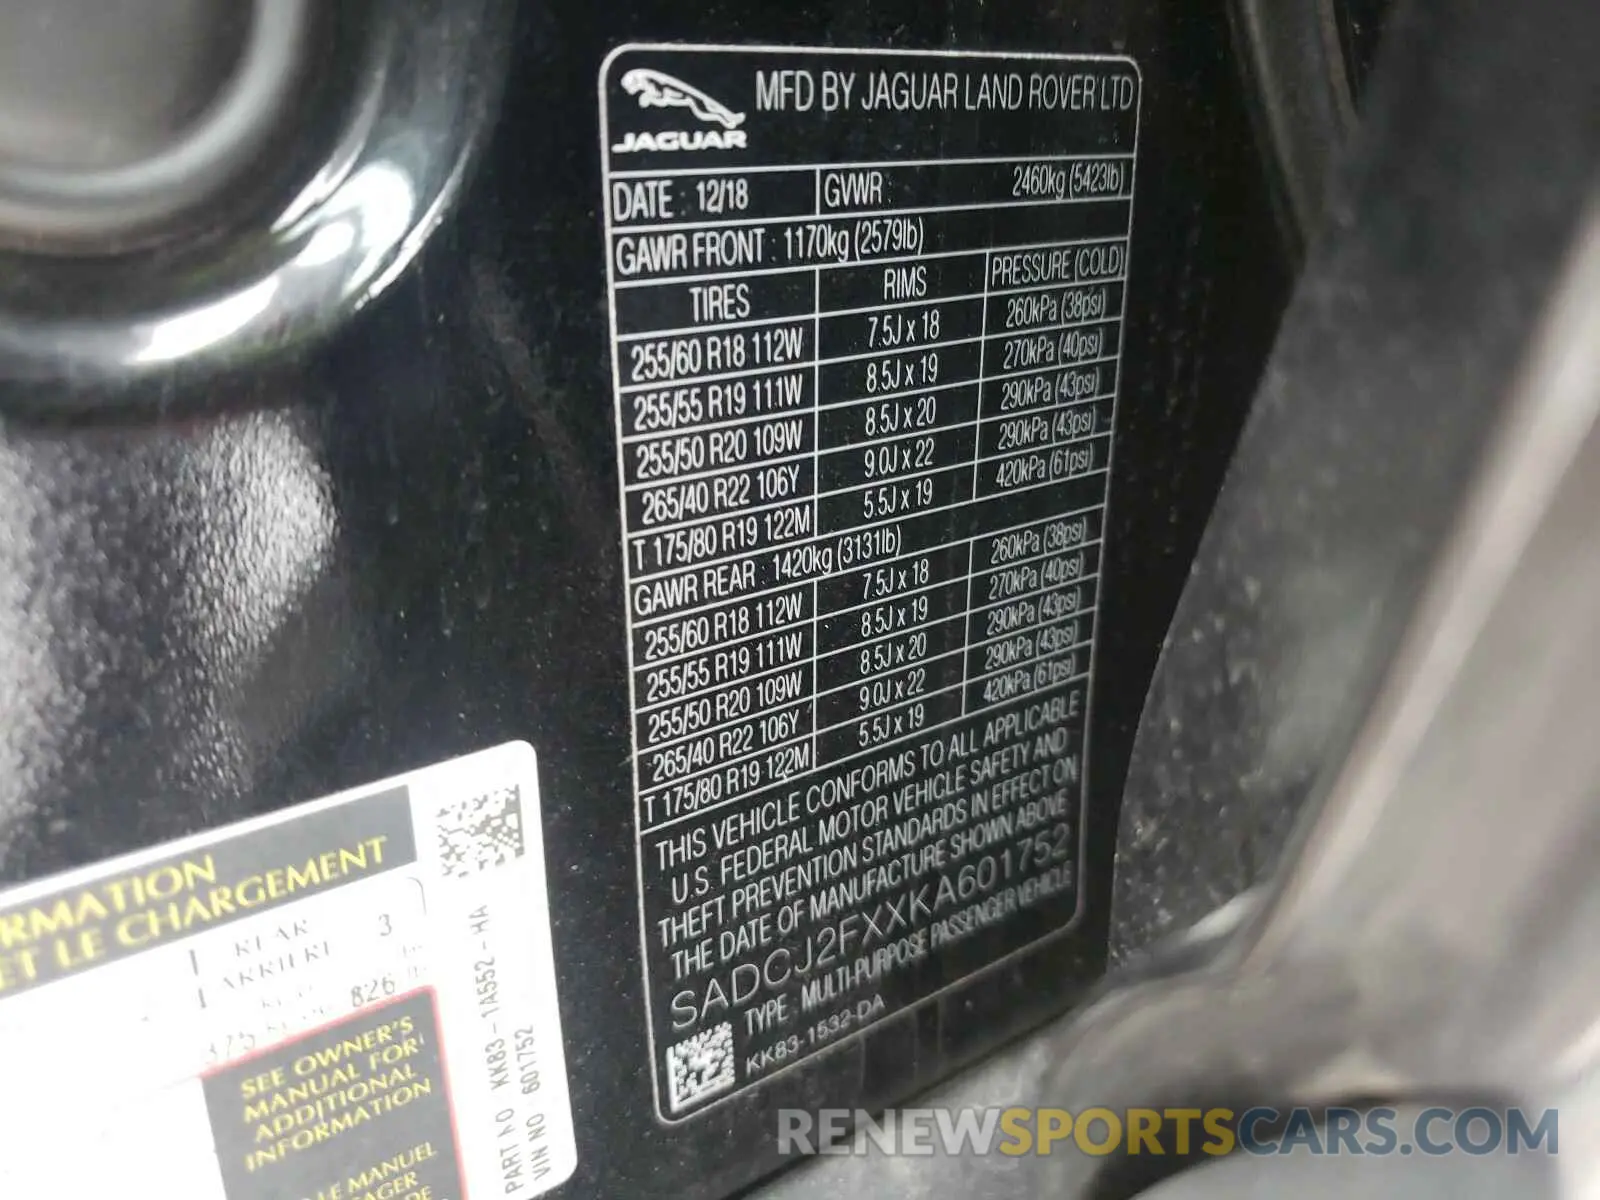 JAGUAR
MFD BY JAGUAR LAND ROVER LTD
DATE : 12/18 GVWR : 2460kg (5423lb)
GAWR FRONT : 1170kg (2579lb)
TIRES RIMS PRESSURE (COLD)
255/60 R18 112W 7.5J x 18 260kPa (38psi)
255/55 R19 111W 8.5J x 19 270kPa (40psi)
255/50 R20 109W 8.5J x 20 290kPa (43psi)
265/40 R22 106Y 9.0J x 22 290kPa (43psi)
T 175/80 R19 122M 5.5J x 19 420kPa (61psi)
GAWR REAR : 1420kg (3131lb)
255/60 R18 112W 7.5J x 18 260kPa (38psi)
255/55 R19 111W 8.5J x 19 270kPa (40psi)
255/50 R20 109W 8.5J x 20 290kPa (43psi)
265/40 R22 106Y 9.0J x 22 290kPa (43psi)
T 175/80 R19 122M 5.5J x 19 420kPa (61psi)
THIS VEHICLE CONFORMS TO ALL APPLICABLE
U.S. FEDERAL MOTOR VEHICLE SAFETY AND
THEFT PREVENTION STANDARDS IN EFFECT ON
THE DATE OF MANUFACTURE SHOWN ABOVE
SADCJ2FXXKA601752
TYPE : MULTI-PURPOSE PASSENGER VEHICLE
KK83-1532-DA
RMATION
ET LE CHARGEMENT
REAR 3
ARRIERE
375 826
SEE OWNER'S
MANUAL FOR
ADDITIONAL
INFORMATION
LE MANUEL
DE
PART NO KK83-1A552-HA
VIN NO 601752
RENEWSPORTSCARS.COM